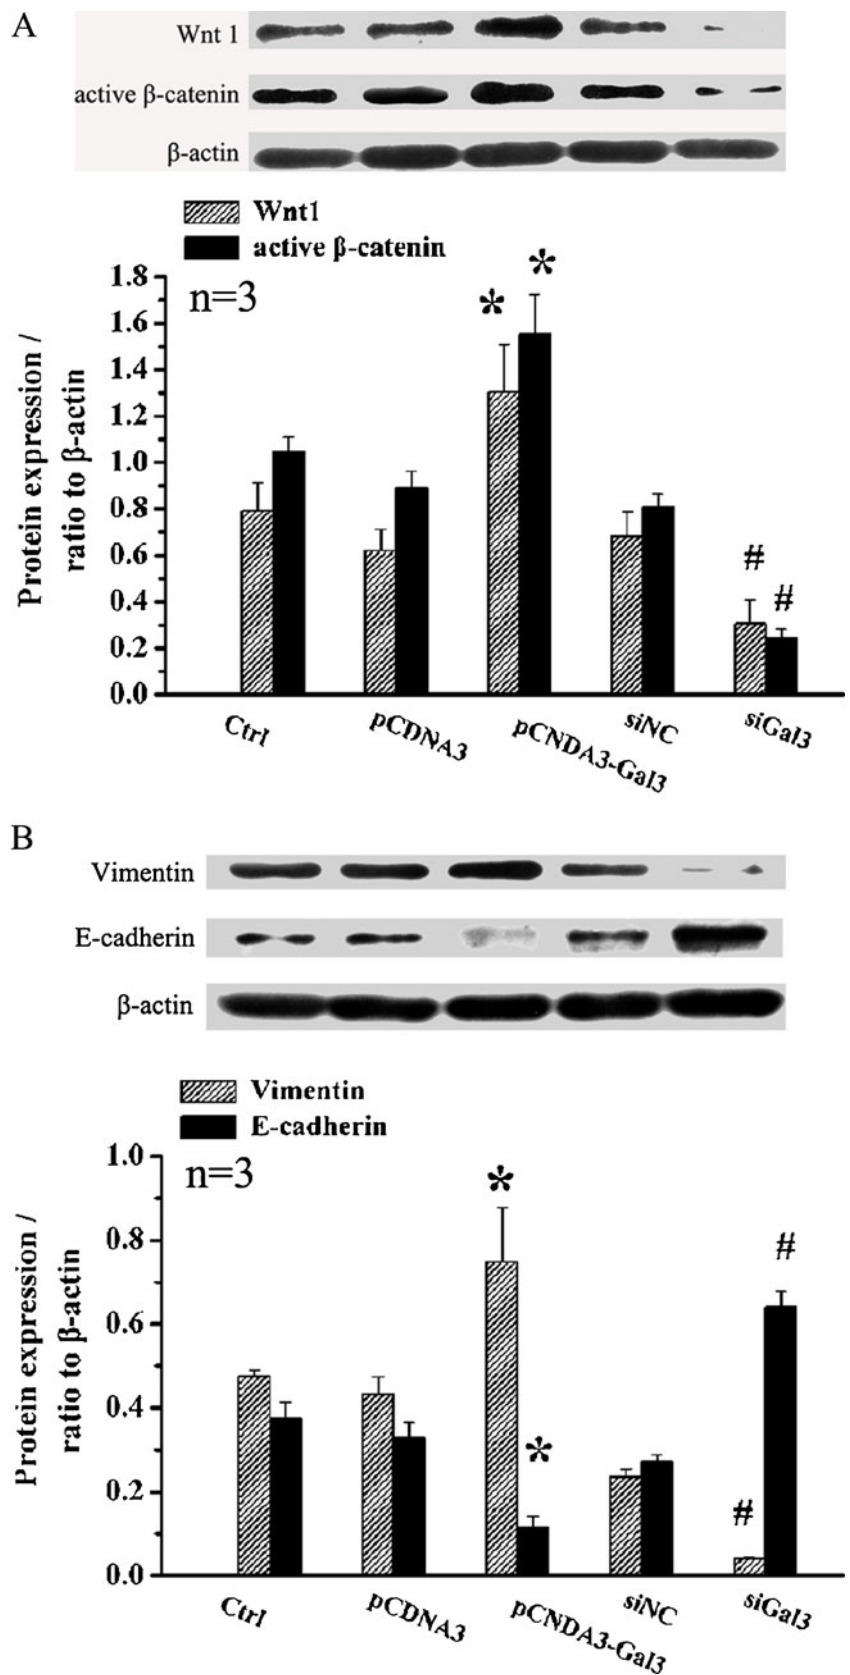 A
Wnt 1
active β-catenin
β-actin
Wnt1
active β-catenin
n=3
* *
# #
Protein expression /
ratio to β-actin
1.8
1.6
1.4
1.2
1.0
0.8
0.6
0.4
0.2
0.0
Ctrl pCDNA3 pCNDA3-Gal3 siNC siGal3
B
Vimentin
E-cadherin
β-actin
Vimentin
E-cadherin
n=3
* *
# #
Protein expression /
ratio to β-actin
1.0
0.8
0.6
0.4
0.2
0.0
Ctrl pCDNA3 pCNDA3-Gal3 siNC siGal3